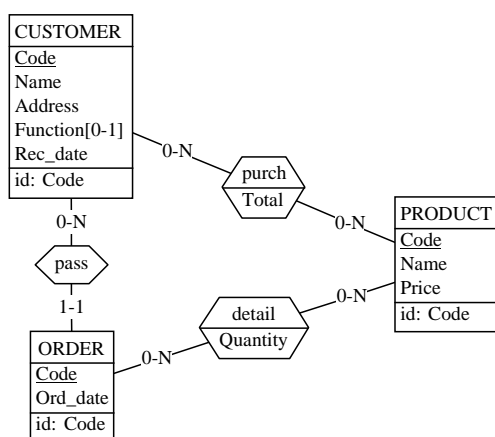 CUSTOMER
Code
Name
Address
Function[0-1]
Rec_date
id: Code
0-N
purch
Total
0-N
PRODUCT
Code
Name
Price
id: Code
0-N
pass
1-1
ORDER
Code
Ord_date
id: Code
0-N
detail
Quantity
0-N